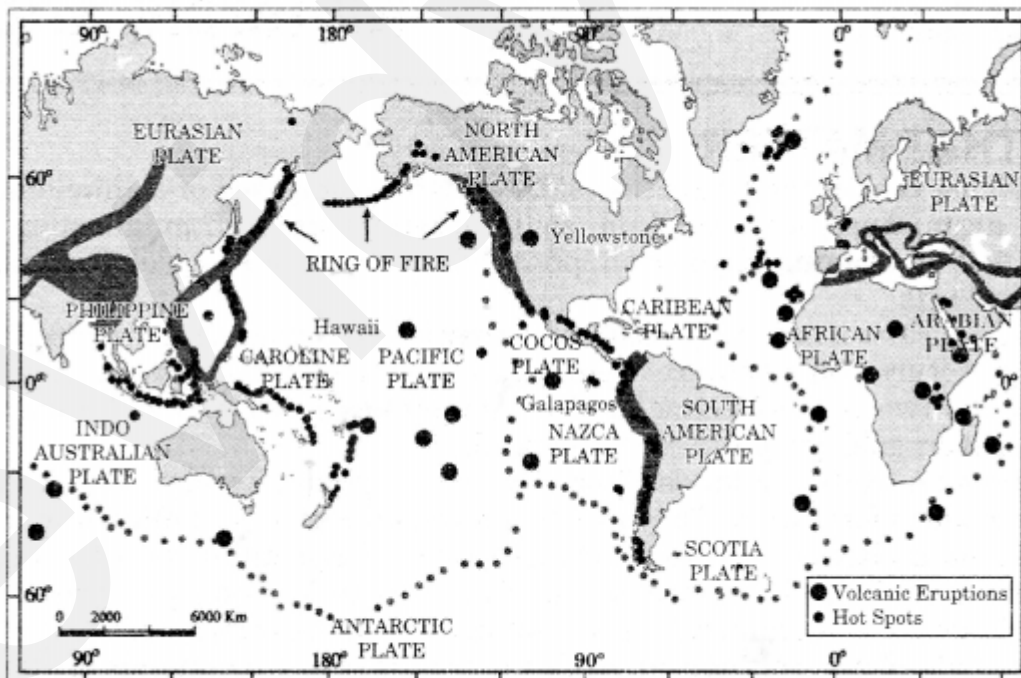 90°
180°
90°
0°
EURASIAN
PLATE
NORTH
AMERICAN
PLATE
60°
EURASIAN
PLATE
RING OF FIRE
Yellowstone
PHILIPPINE
PLATE
Hawaii
CAROLINE
PLATE
PACIFIC
PLATE
COCOS
PLATE
CARIBEAN
PLATE
AFRICAN
PLATE
ARABIAN
PLATE
0°
0°
Galapagos
INDO
AUSTRALIAN
PLATE
NAZCA
PLATE
SOUTH
AMERICAN
PLATE
SCOTIA
PLATE
60°
0 2000 6000 Km
ANTARCTIC
PLATE
Volcanic Eruptions
Hot Spots
60°
90°
180°
90°
0°